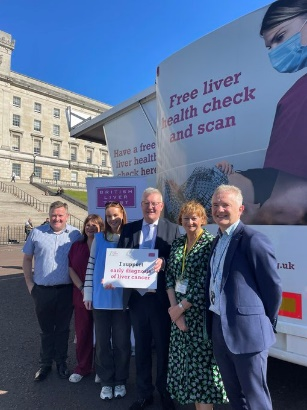 Free liver
health check
and scan
Have a free
liver health
check here
BRITISH
LIVER
I support
early diagnosis
of liver cancer
.org.uk